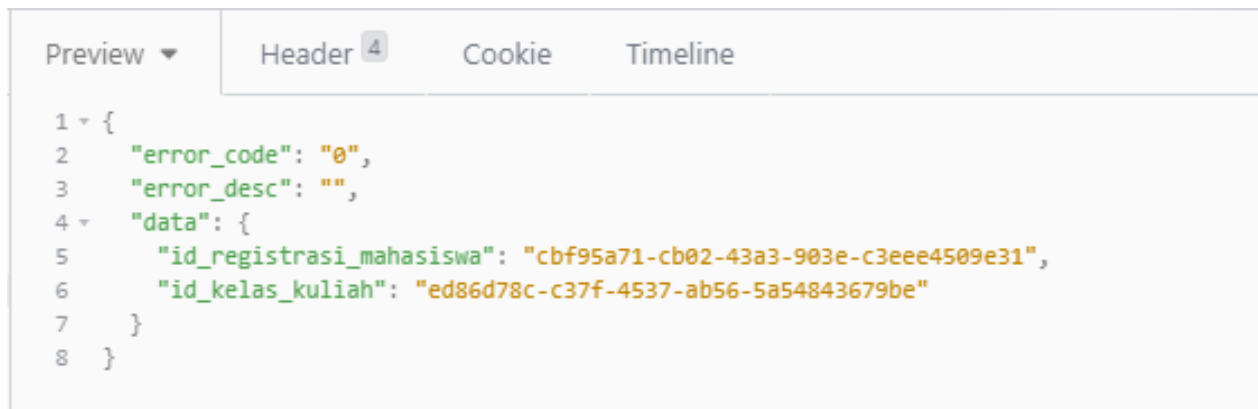 Preview Header 4 Cookie Timeline
1 {
2 "error_code": "0",
3 "error_desc": "",
4 "data": {
5 "id_registrasi_mahasiswa": "cbf95a71-cb02-43a3-903e-c3eee4509e31",
6 "id_kelas_kuliah": "ed86d78c-c37f-4537-ab56-5a54843679be"
7 }
8 }